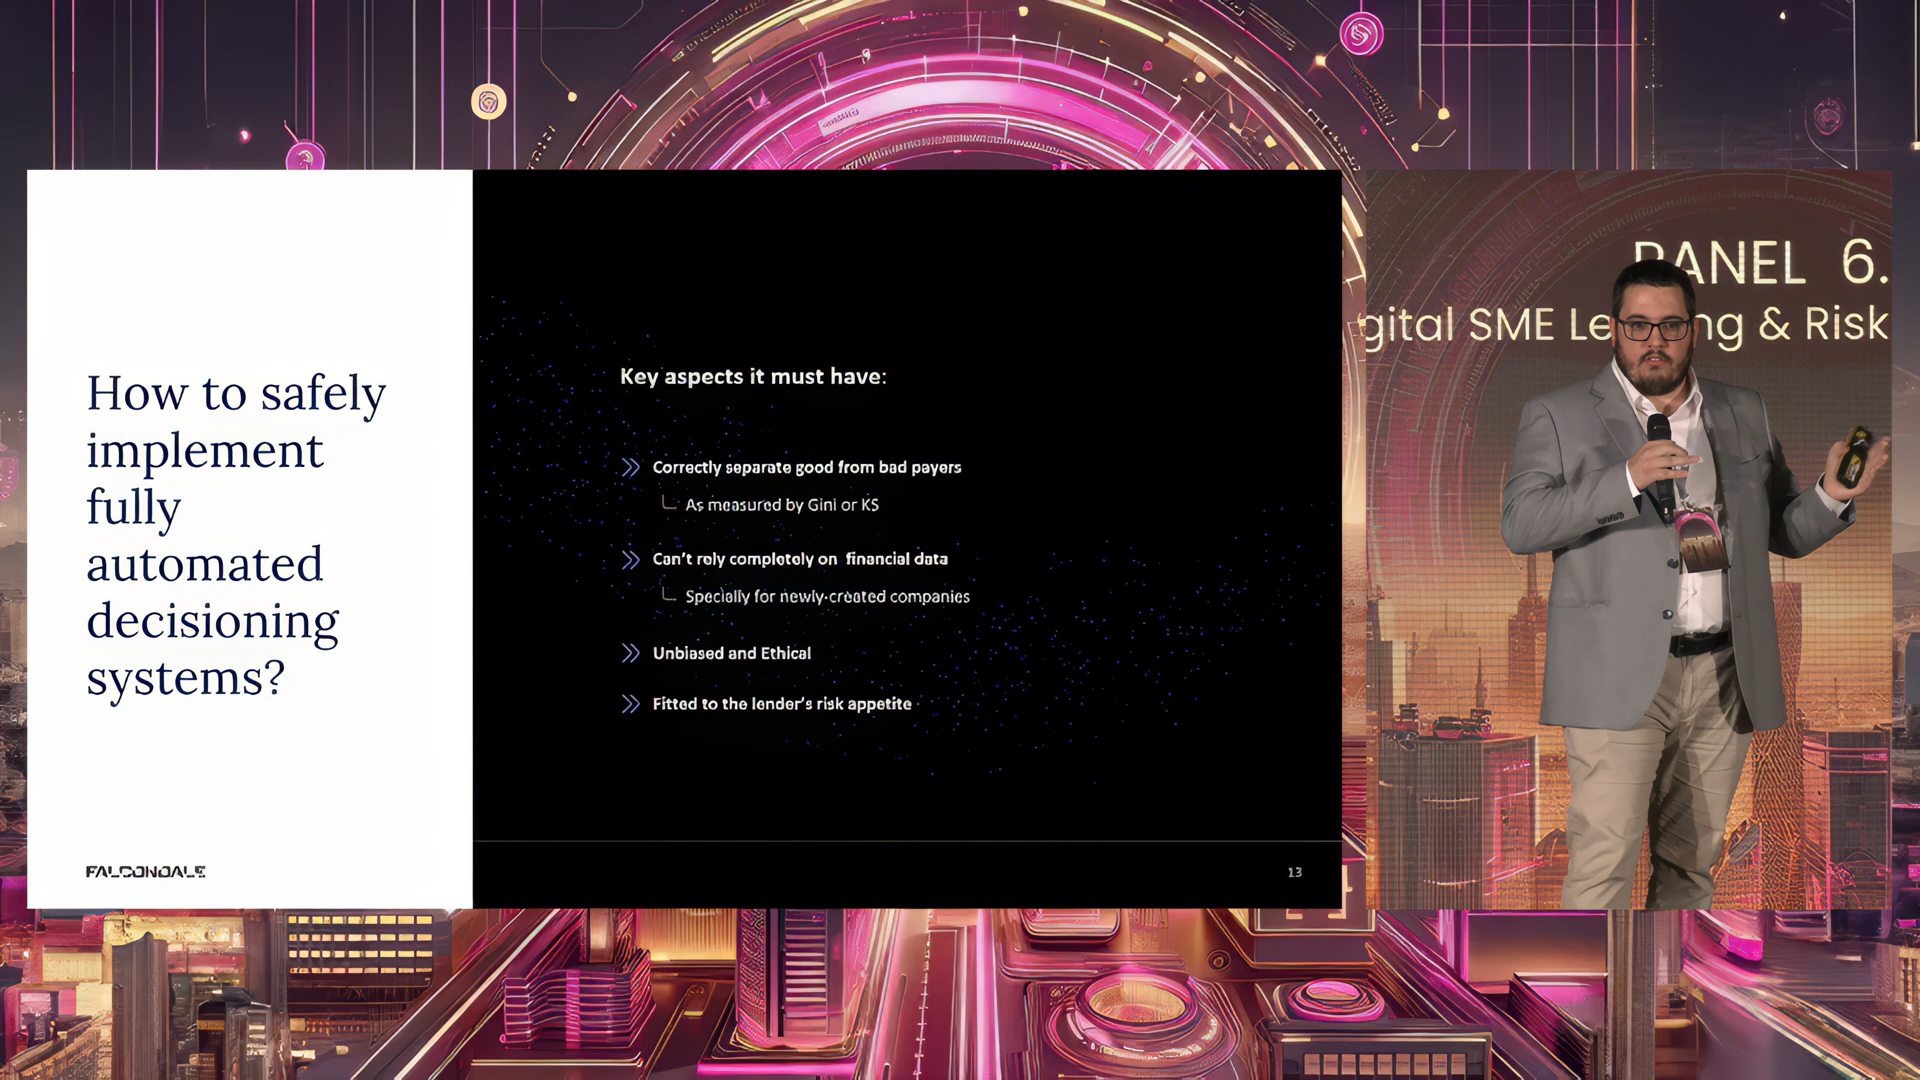 How to safely
implement
fully
automated
decisioning
systems?
FALCONDALE
Key aspects it must have:
Correctly separate good from bad payers
As measured by Gini or KS
Can't rely completely on financial data
Specially for newly-created companies
Unbiased and Ethical
Fitted to the lender's risk appetite
13
PANEL 6.
gital SME Le ng & Risk